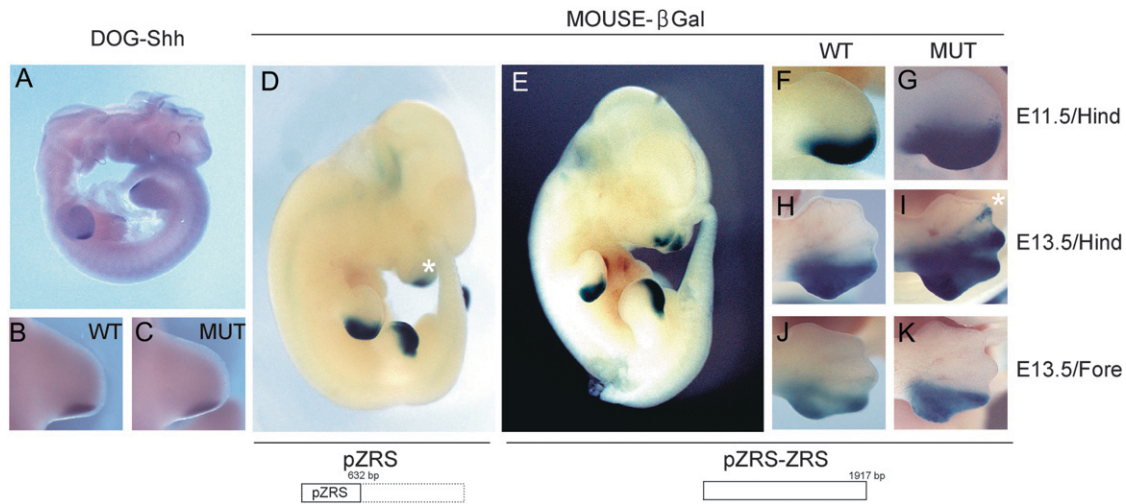 MOUSE-βGal
DOG-Shh
WT MUT
A
D
E
F
G
E11.5/Hind
H
I
*
E13.5/Hind
*
B WT
C MUT
J
K
E13.5/Fore
pZRS
pZRS-ZRS
632 bp
1917 bp
pZRS